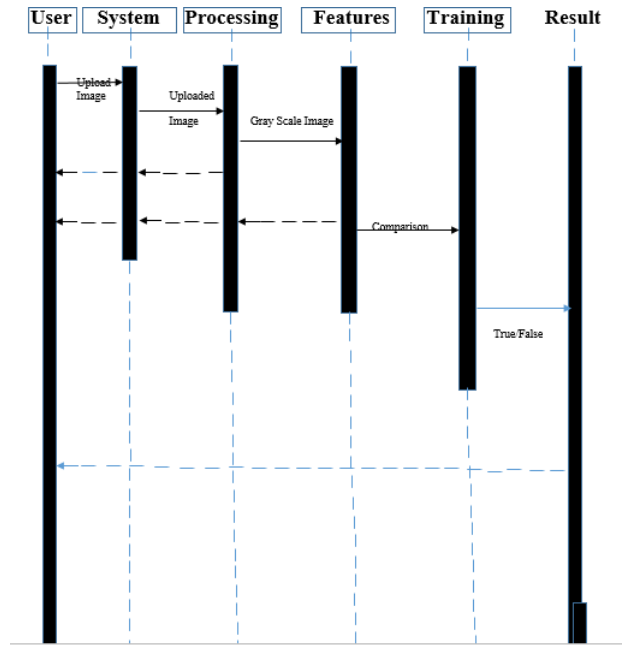 User System Processing Features Training Result
Upload
Image
Uploaded
Image
Gray Scale Image
Comparison
True/False